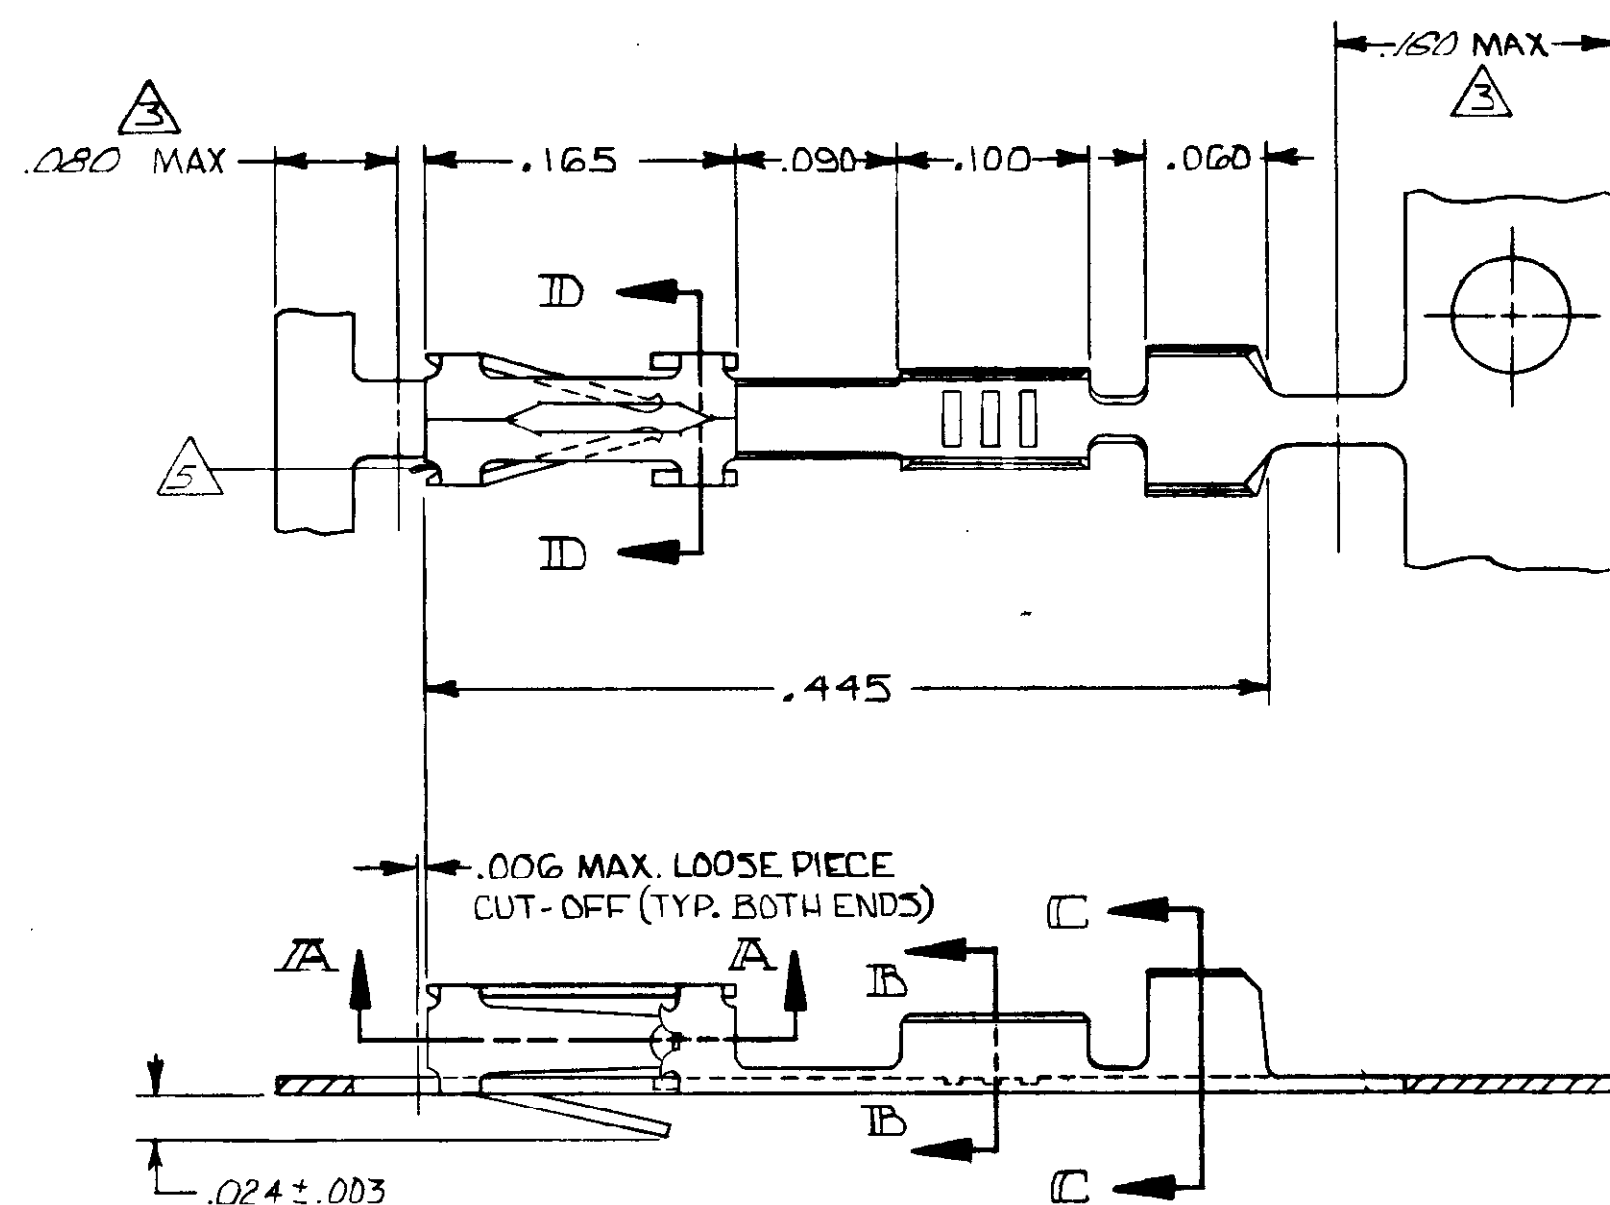 .160 MAX
3
3
.080 MAX
.165
.090
.100
.060
D
5
D
.445
.006 MAX. LOOSE PIECE
CUT-OFF (TYP. BOTH ENDS)
A
A
B
C
B
C
.024 ±.003